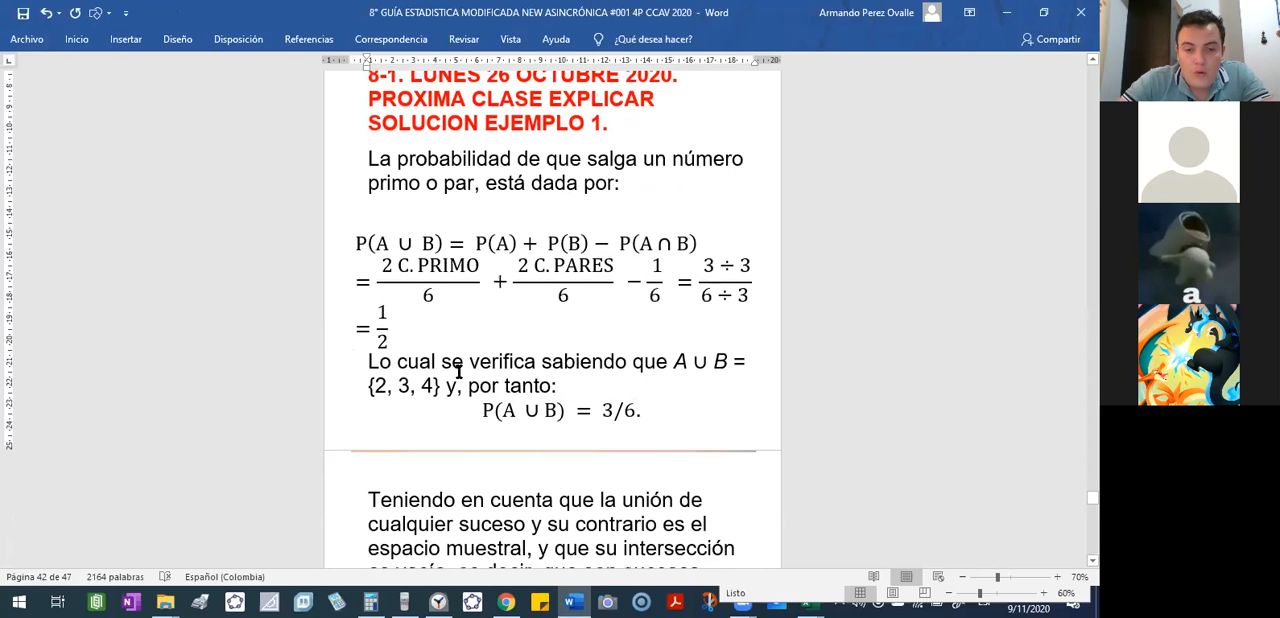 8° GUÍA ESTADISTICA MODIFICADA NEW ASINCRÓNICA #001 4P CCAV 2020 - Word
Armando Perez Ovalle
Archivo Inicio Insertar Diseño Disposición Referencias Correspondencia Revisar Vista Ayuda ¿Qué desea hacer? Compartir
8-1. LUNES 26 OCTUBRE 2020.
PROXIMA CLASE EXPLICAR
SOLUCION EJEMPLO 1.
La probabilidad de que salga un número
primo o par, está dada por:
P(A ∪ B) = P(A) + P(B) − P(A ∩ B)
= 2 C. PRIMO / 6 + 2 C. PARES / 6 − 1 / 6 = 3 ÷ 3 / 6 ÷ 3
= 1 / 2
Lo cual se verifica sabiendo que A ∪ B =
{2, 3, 4} y, por tanto:
P(A ∪ B) = 3/6.
Teniendo en cuenta que la unión de
cualquier suceso y su contrario es el
espacio muestral, y que su intersección
a
Página 42 de 47 2164 palabras Español (Colombia) 70%
Listo 60%
9/11/2020